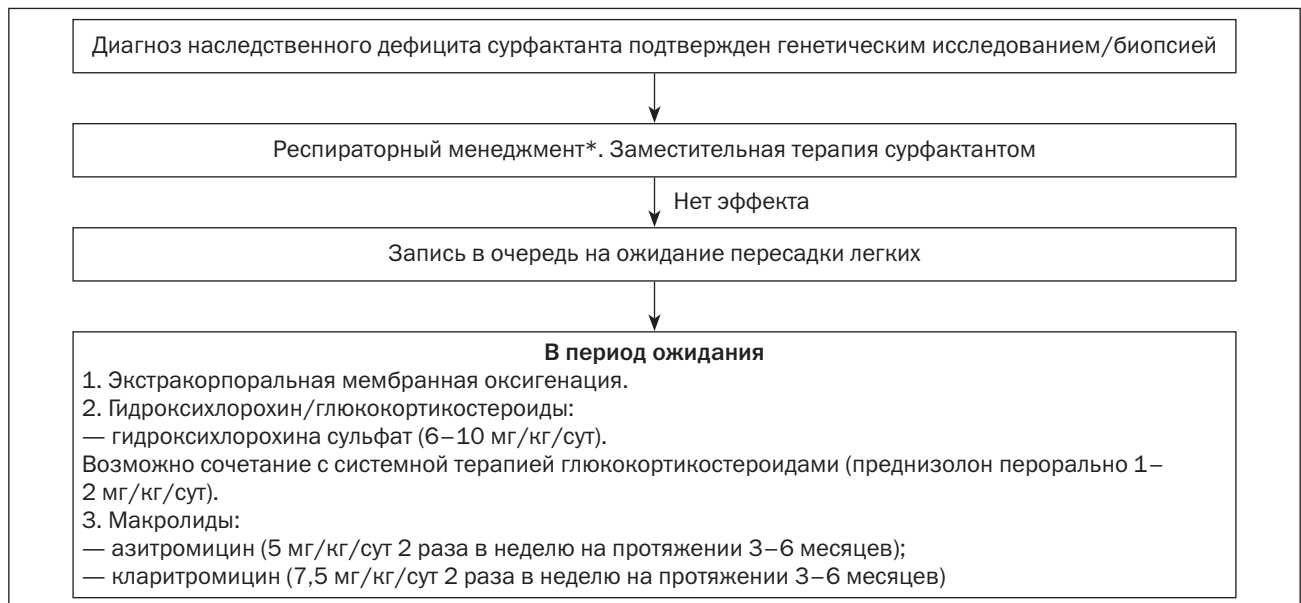 Диагноз наследственного дефицита сурфактанта подтвержден генетическим исследованием/биопсией
Респираторный менеджмент*. Заместительная терапия сурфактантом
Нет эффекта
Запись в очередь на ожидание пересадки легких
В период ожидания
1. Экстракорпоральная мембранная оксигенация.
2. Гидроксихлорохин/глюкокортикостероиды:
— гидроксихлорохина сульфат (6–10 мг/кг/сут).
Возможно сочетание с системной терапией глюкокортикостероидами (преднизолон перорально 1–
2 мг/кг/сут).
3. Макролиды:
— азитромицин (5 мг/кг/сут 2 раза в неделю на протяжении 3–6 месяцев);
— кларитромицин (7,5 мг/кг/сут 2 раза в неделю на протяжении 3–6 месяцев)